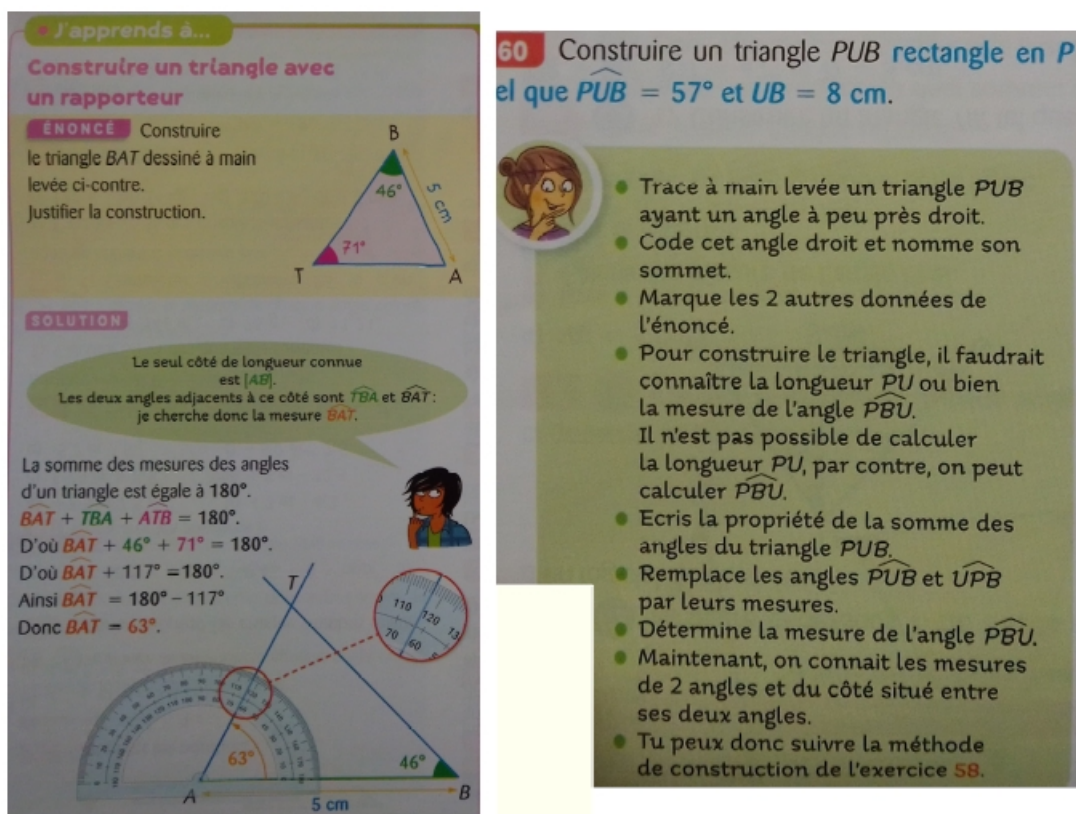 J'apprends à...
Construire un triangle avec
un rapporteur
ÉNONCÉ Construire
le triangle BAT dessiné à main
levée ci-contre.
Justifier la construction.
B
46°
5 cm
71°
T
A
SOLUTION
Le seul côté de longueur connue
est [AB].
Les deux angles adjacents à ce côté sont TBA et BAT :
je cherche donc la mesure BAT.
La somme des mesures des angles
d'un triangle est égale à 180°.
BAT + TBA + ATB = 180°.
D'où BAT + 46° + 71° = 180°.
D'où BAT + 117° = 180°.
Ainsi BAT = 180° − 117°
Donc BAT = 63°.
T
110 120 13
70 60
63°
46°
A
B
5 cm
60 Construire un triangle PUB rectangle en P
el que PUB = 57° et UB = 8 cm.
Trace à main levée un triangle PUB
ayant un angle à peu près droit.
Code cet angle droit et nomme son
sommet.
Marque les 2 autres données de
l'énoncé.
Pour construire le triangle, il faudrait
connaître la longueur PU ou bien
la mesure de l'angle PBU.
Il n'est pas possible de calculer
la longueur PU, par contre, on peut
calculer PBU.
Ecris la propriété de la somme des
angles du triangle PUB.
Remplace les angles PUB et UPB
par leurs mesures.
Détermine la mesure de l'angle PBU.
Maintenant, on connait les mesures
de 2 angles et du côté situé entre
ses deux angles.
Tu peux donc suivre la méthode
de construction de l'exercice 58.